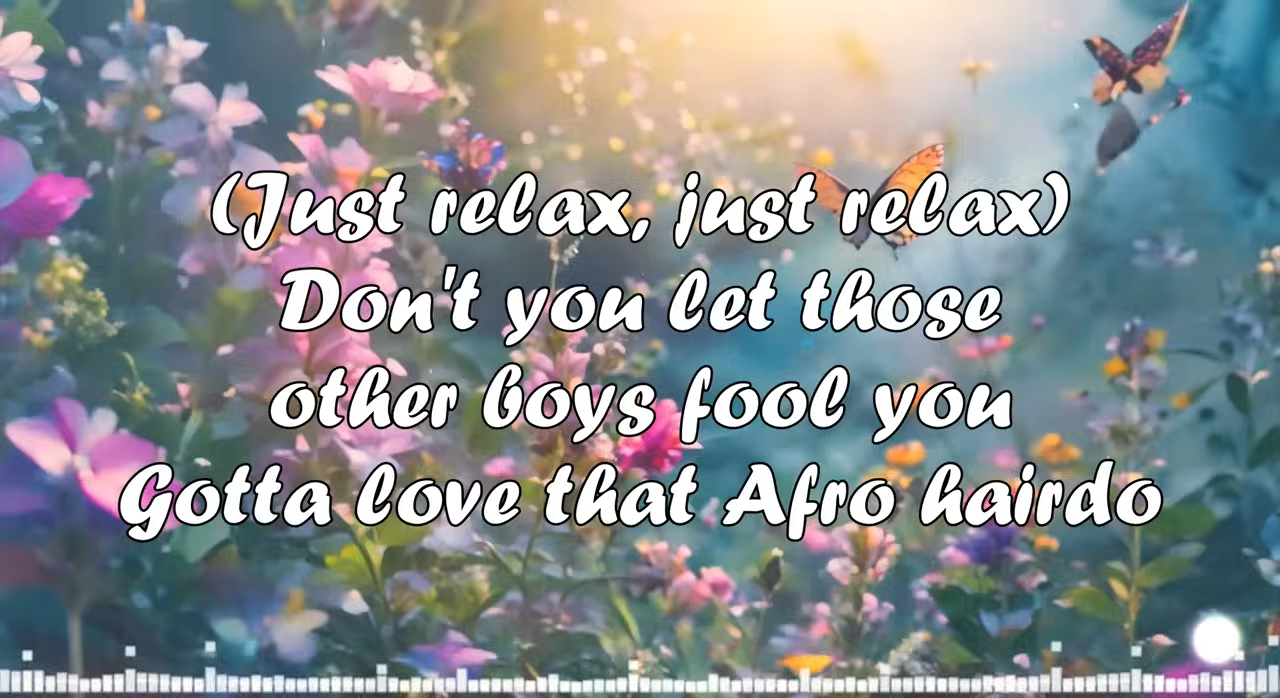 (Just relax, just relax)
Don't you let those
other boys fool you
Gotta love that Afro hairdo